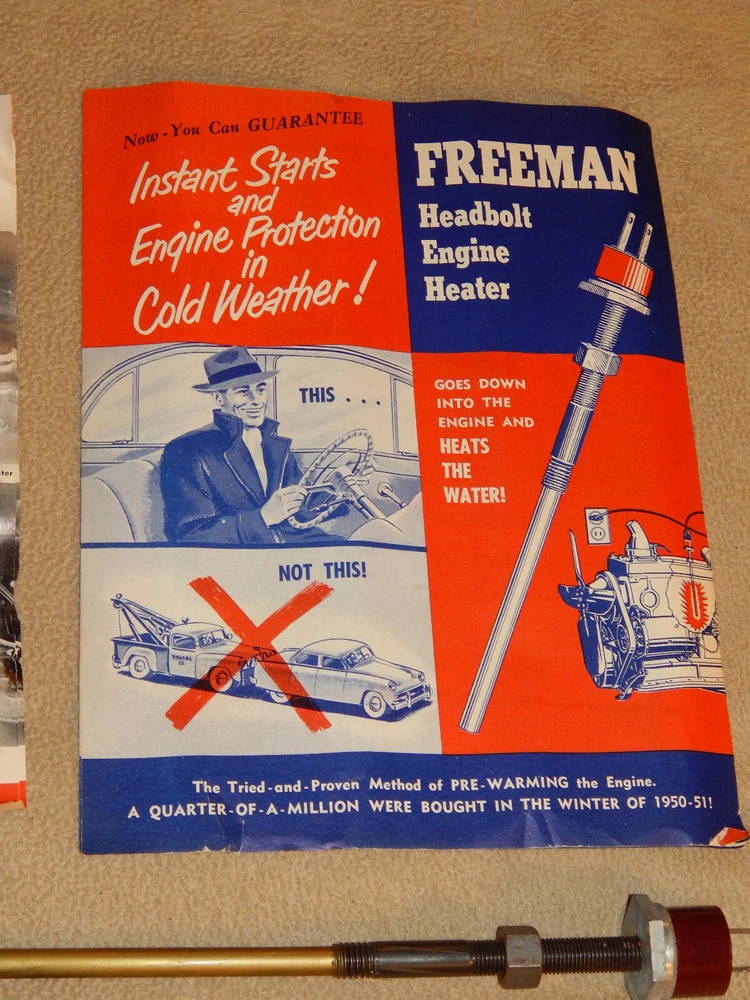 Now - You Can GUARANTEE
Instant Starts
and
Engine Protection
in
Cold Weather!
FREEMAN
Headbolt
Engine
Heater
THIS . . .
GOES DOWN
INTO THE
ENGINE AND
HEATS
THE
WATER!
NOT THIS!
TOWING
CO.
The Tried-and-Proven Method of PRE-WARMING the Engine.
A QUARTER-OF-A-MILLION WERE BOUGHT IN THE WINTER OF 1950-51!